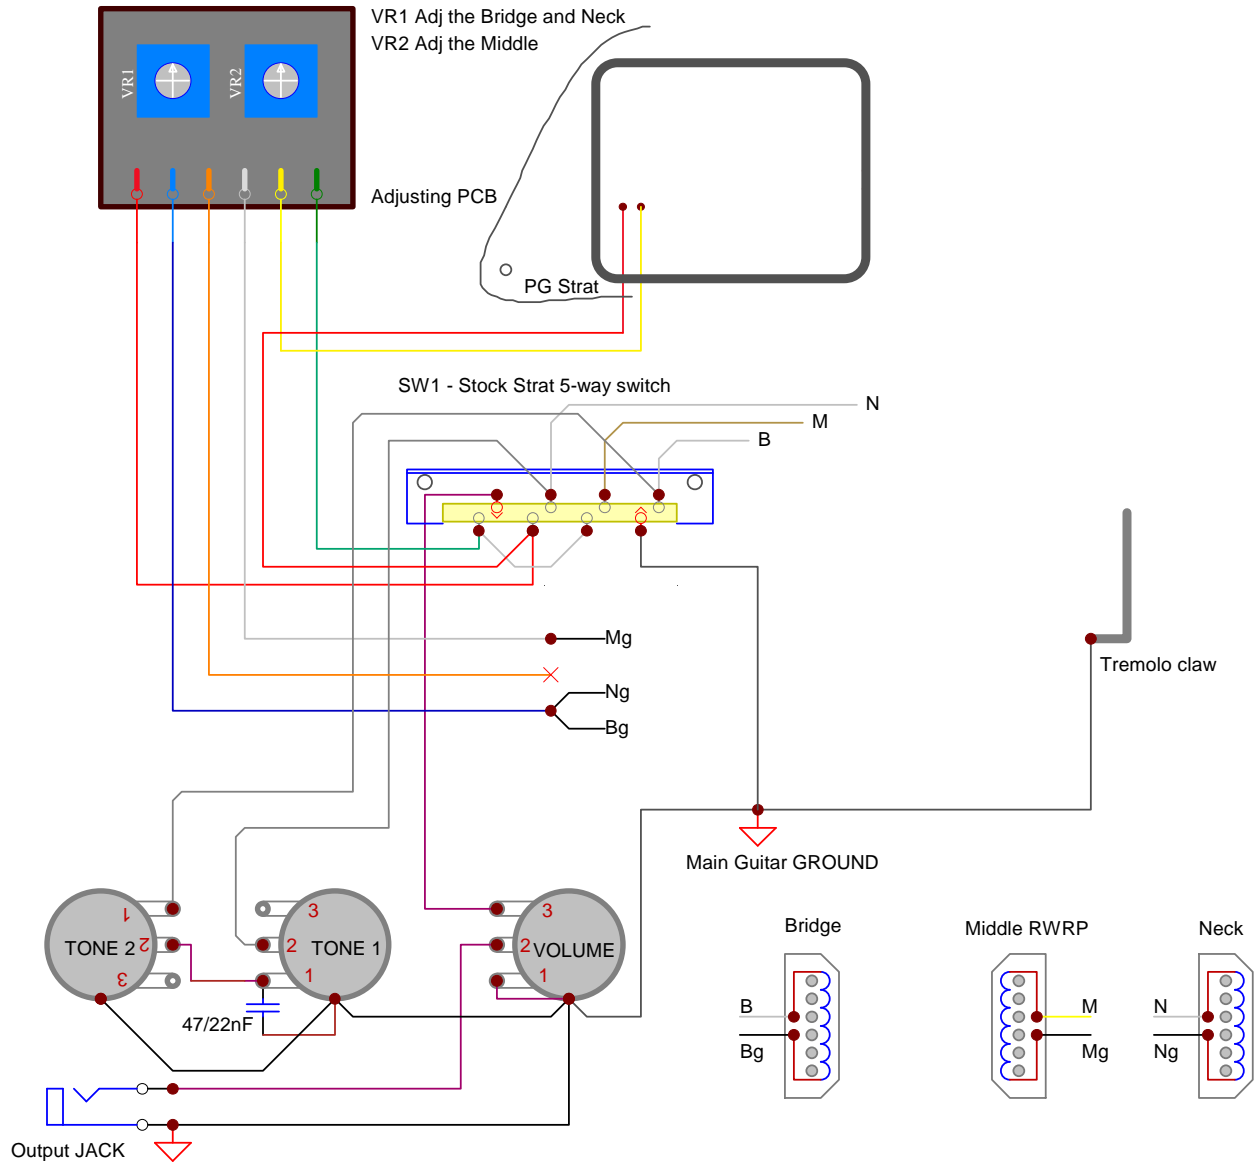 VR1 Adj the Bridge and Neck
VR2 Adj the Middle
VR1
VR2
Adjusting PCB
PG Strat
SW1 - Stock Strat 5-way switch
N
M
B
Mg
Ng
Bg
Tremolo claw
Main Guitar GROUND
1
2
3
TONE 2
3
2
1
TONE 1
3
2
1
VOLUME
47/22nF
Output JACK
Bridge
B
Bg
Middle RWRP
M
Mg
Neck
N
Ng